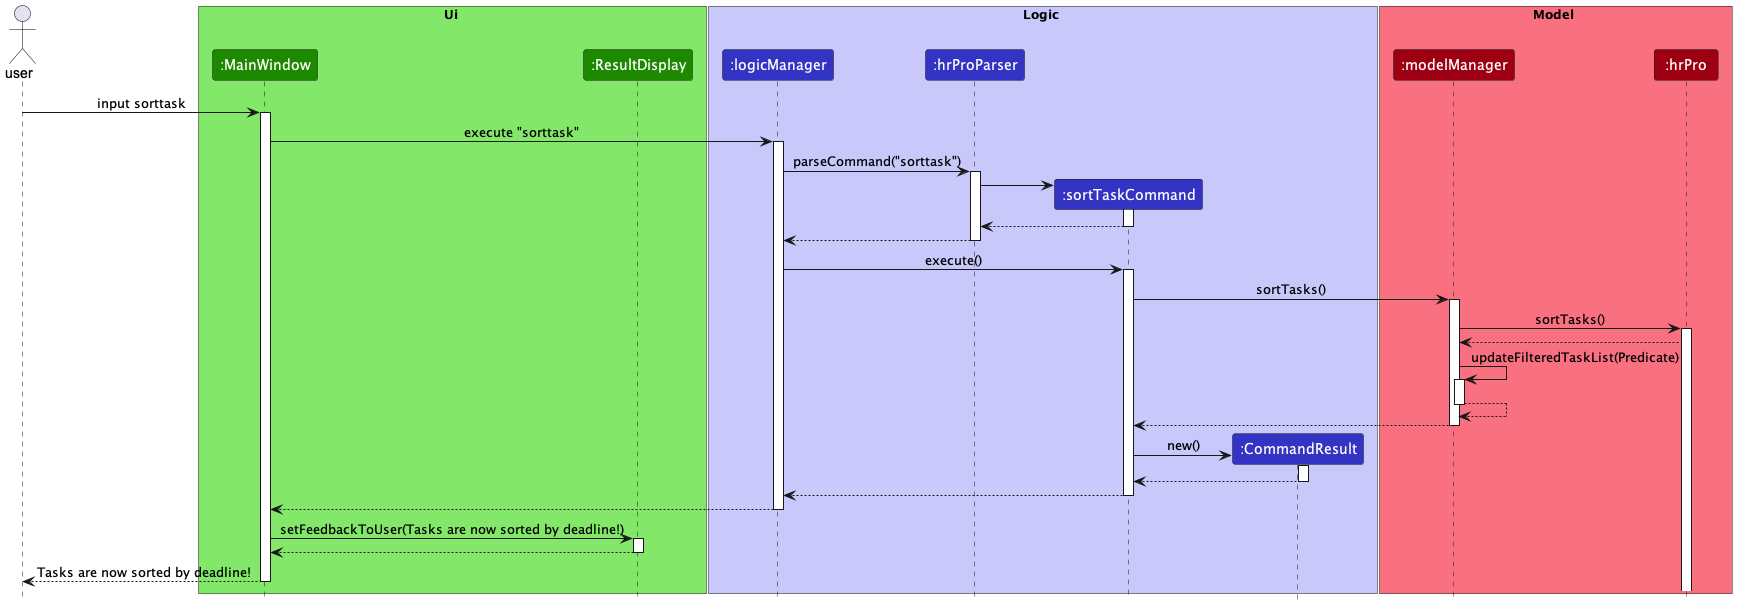 Ui
Logic
Model
user
:MainWindow
:ResultDisplay
:logicManager
:hrProParser
:modelManager
:hrPro
input sorttask
execute "sorttask"
parseCommand("sorttask")
:sortTaskCommand
execute()
sortTasks()
sortTasks()
updateFilteredTaskList(Predicate)
new()
:CommandResult
setFeedbackToUser(Tasks are now sorted by deadline!)
Tasks are now sorted by deadline!